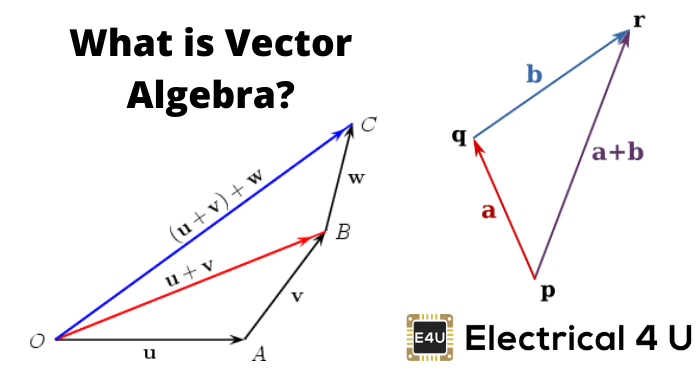 What is Vector
Algebra?
C
(u + v) + w
w
B
u + v
v
O
u
A
r
b
q
a+b
a
p
E4U
Electrical 4 U